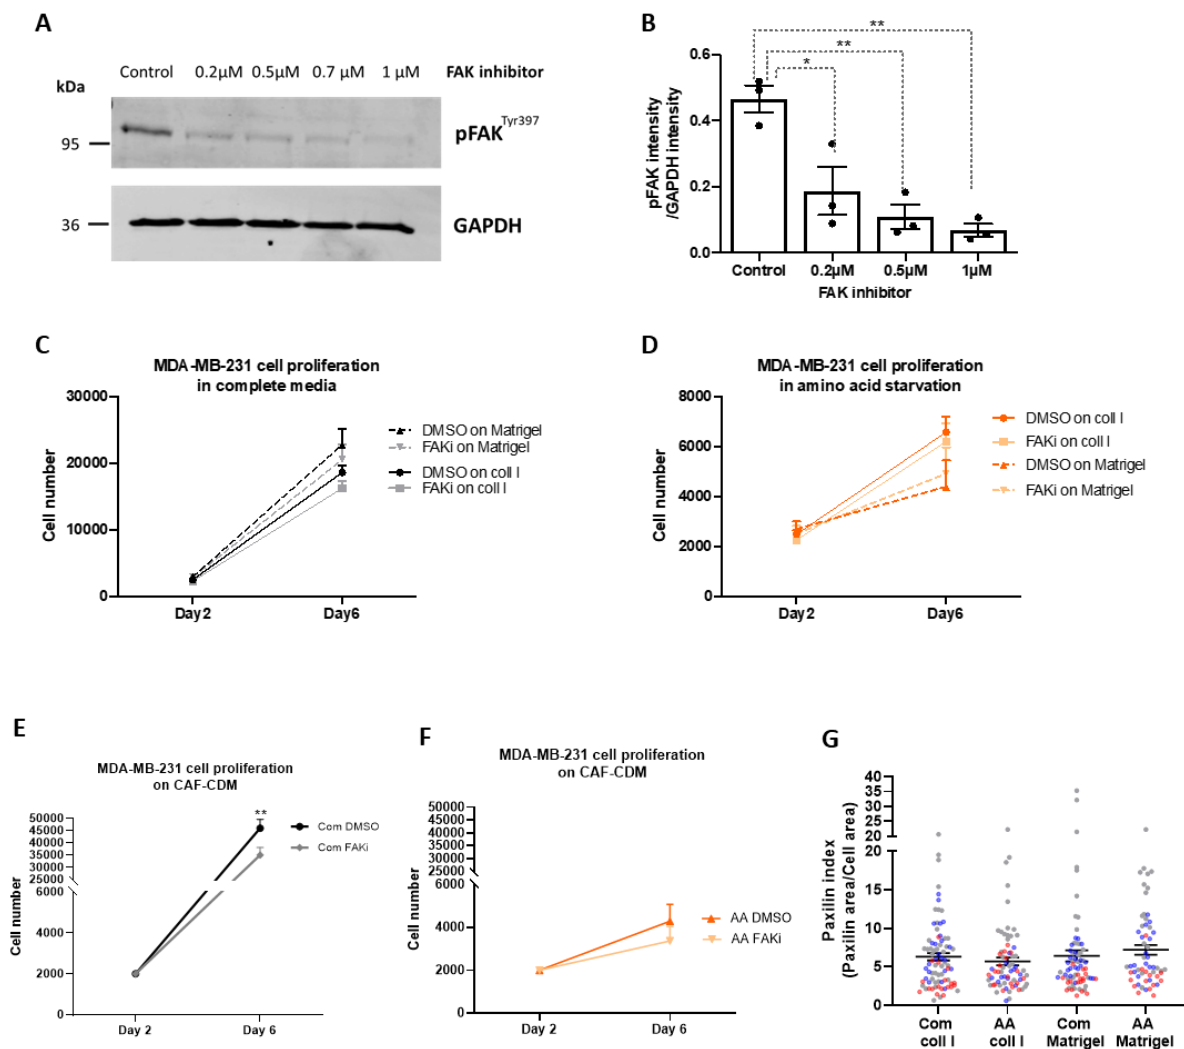 A
Control 0.2µM 0.5µM 0.7 µM 1 µM FAK inhibitor
kDa
95
pFAK Tyr397
36
GAPDH
B
pFAK intensity
/GAPDH intensity
0.6
0.4
0.2
0.0
**
**
*
Control 0.2µM 0.5µM 1µM
FAK inhibitor
C
MDA-MB-231 cell proliferation
in complete media
Cell number
30000
20000
10000
0
Day2 Day6
DMSO on Matrigel
FAKi on Matrigel
DMSO on coll I
FAKi on coll I
D
MDA-MB-231 cell proliferation
in amino acid starvation
Cell number
8000
6000
4000
2000
0
Day2 Day6
DMSO on coll I
FAKi on coll I
DMSO on Matrigel
FAKi on Matrigel
E
MDA-MB-231 cell proliferation
on CAF-CDM
Cell number
50000
45000
40000
35000
30000
25000
6000
4000
2000
0
**
Day 2 Day 6
Com DMSO
Com FAKi
F
MDA-MB-231 cell proliferation
on CAF-CDM
Cell number
50000
45000
40000
35000
30000
25000
6000
4000
2000
0
Day 2 Day 6
AA DMSO
AA FAKi
G
Paxilin index
(Paxilin area/Cell area)
40
35
30
25
20
15
10
5
0
Com AA Com AA
coll I coll I Matrigel Matrigel